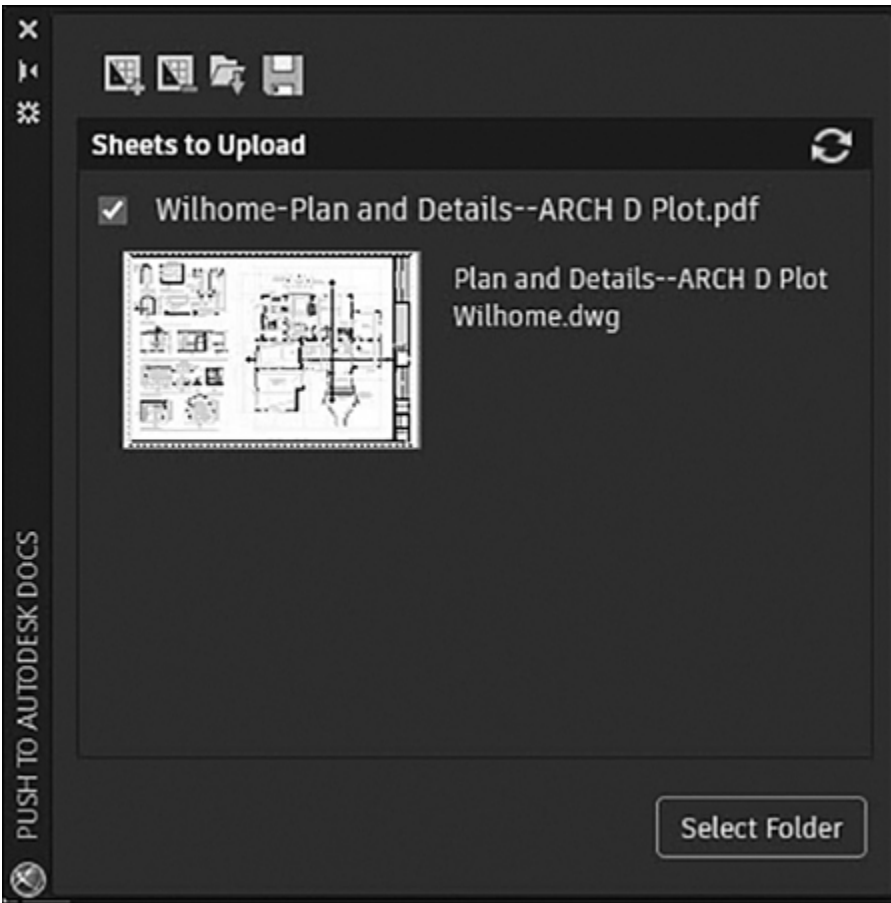 Sheets to Upload
Wilhome-Plan and Details--ARCH D Plot.pdf
Plan and Details--ARCH D Plot
Wilhome.dwg
PUSH TO AUTODESK DOCS
Select Folder